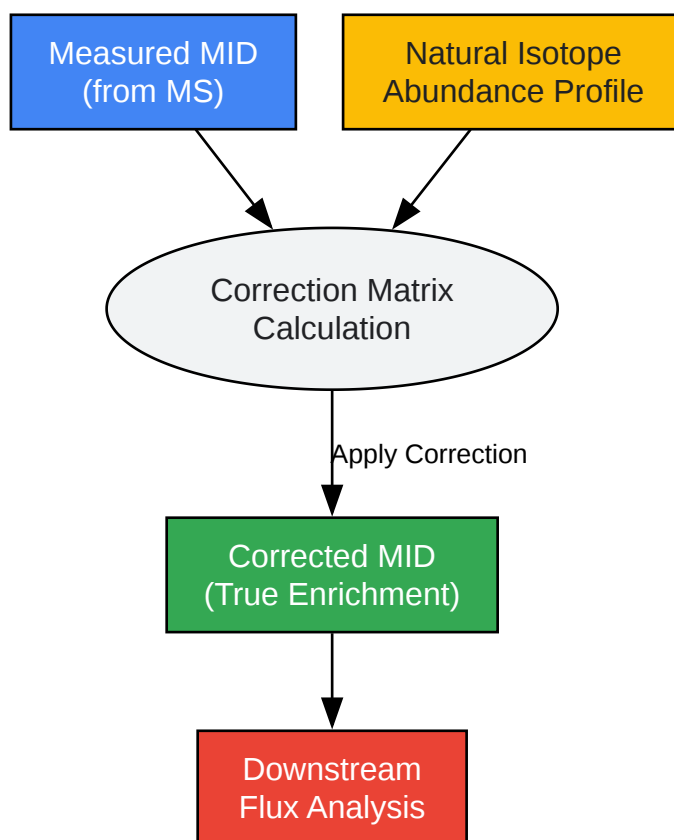 Measured MID
(from MS)
Natural Isotope
Abundance Profile
Correction Matrix
Calculation
Apply Correction
Corrected MID
(True Enrichment)
Downstream
Flux Analysis